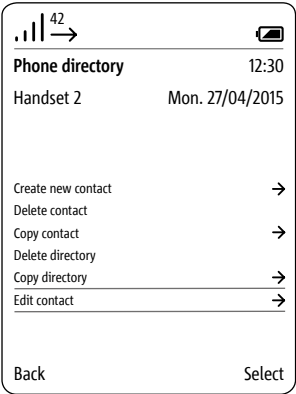 42
Phone directory 12:30
Handset 2 Mon. 27/04/2015
Create new contact
Delete contact
Copy contact
Delete directory
Copy directory
Edit contact
Back Select